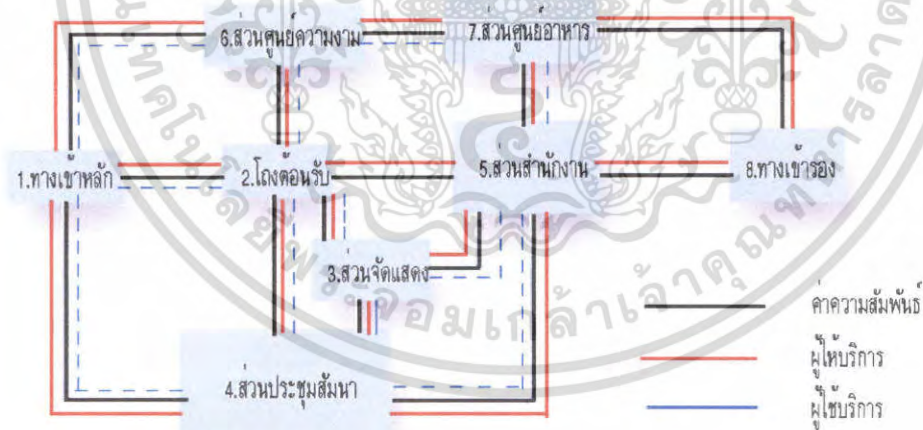 6.ส่วนศูนย์ความงาม
7.ส่วนศูนย์อาหาร
1.ทางเข้าหลัก
2.โถงต้อนรับ
5.ส่วนสำนักงาน
8.ทางเข้ารอง
3.ส่วนจัดแสดง
4.ส่วนประชุมสัมนา
ค่าความสัมพันธ์
ผู้ให้บริการ
ผู้ใช้บริการ